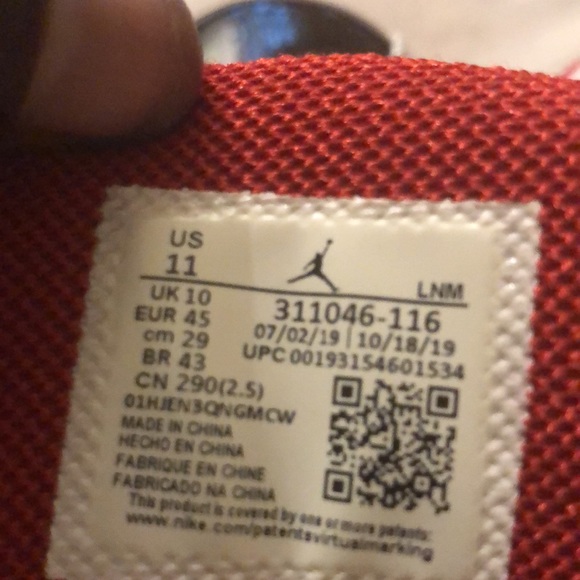 US
11
LNM
UK 10
311046-116
EUR 45
07/02/19 | 10/18/19
cm 29
UPC 00193154601534
BR 43
CN 290(2.5)
01HJEN3QNGMCW
MADE IN CHINA
HECHO EN CHINA
FABRIQUE EN CHINE
FABRICADO NA CHINA
This product is covered by one or more patents:
www.nike.com/patentsvirtualmarking